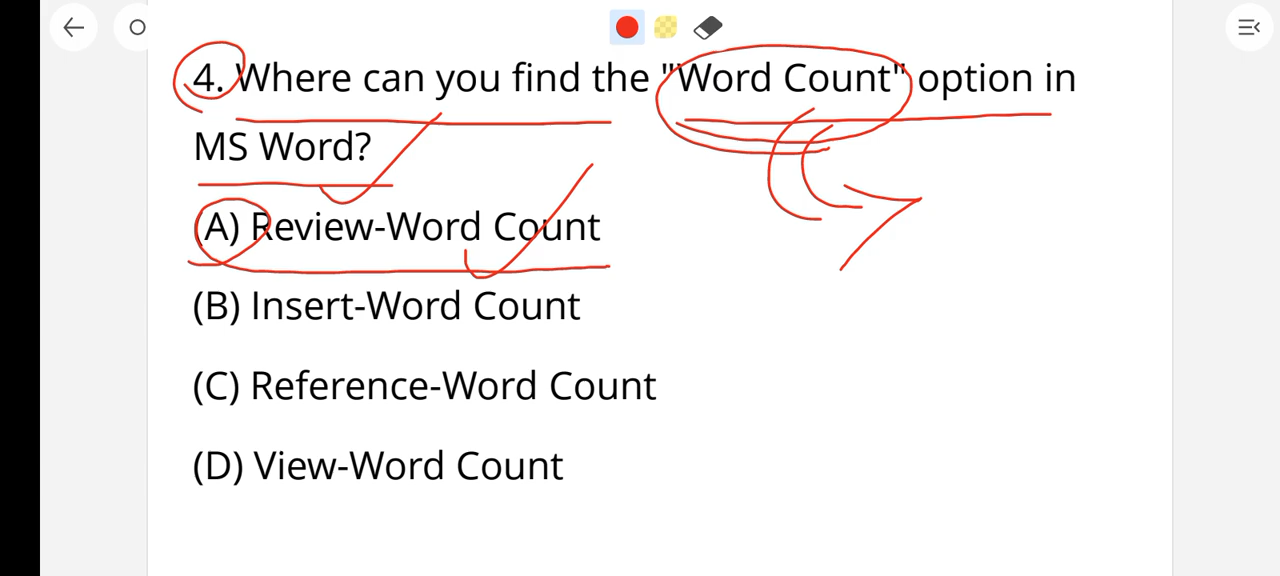 4. Where can you find the "Word Count" option in
MS Word?
(A) Review-Word Count
(B) Insert-Word Count
(C) Reference-Word Count
(D) View-Word Count